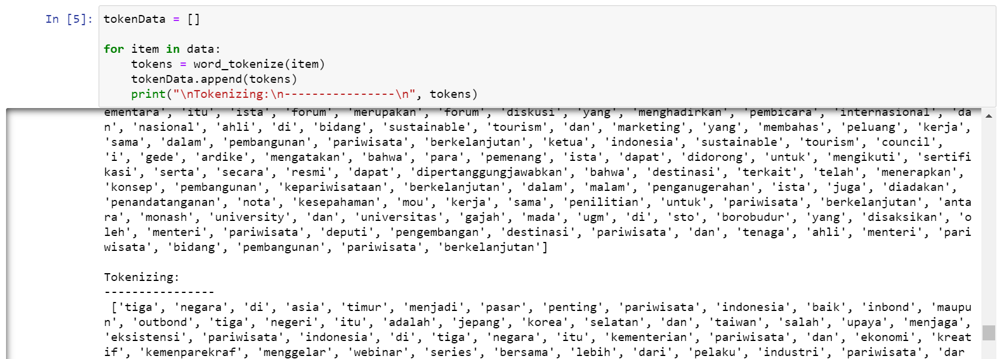 In [5]: tokenData = []
for item in data:
    tokens = word_tokenize(item)
    tokenData.append(tokens)
    print("\nTokenizing:\n----------------\n", tokens)
ementara', 'itu', 'ista', 'forum', 'merupakan', 'forum', 'diskusi', 'yang', 'menghadirkan', 'pembicara', 'internasional', 'da
n', 'nasional', 'ahli', 'di', 'bidang', 'sustainable', 'tourism', 'dan', 'marketing', 'yang', 'membahas', 'peluang', 'kerja',
'sama', 'dalam', 'pembangunan', 'pariwisata', 'berkelanjutan', 'ketua', 'indonesia', 'sustainable', 'tourism', 'council',
'i', 'gede', 'ardike', 'mengatakan', 'bahwa', 'para', 'pemenang', 'ista', 'dapat', 'didorong', 'untuk', 'mengikuti', 'sertifi
kasi', 'serta', 'secara', 'resmi', 'dapat', 'dipertanggungjawabkan', 'bahwa', 'destinasi', 'terkait', 'telah', 'menerapkan',
'konsep', 'pembangunan', 'kepariwisataan', 'berkelanjutan', 'dalam', 'malam', 'penganugerahan', 'ista', 'juga', 'diadakan',
'penandatanganan', 'nota', 'kesepahaman', 'mou', 'kerja', 'sama', 'penilitian', 'untuk', 'pariwisata', 'berkelanjutan', 'anta
ra', 'monash', 'university', 'dan', 'universitas', 'gajah', 'mada', 'ugm', 'di', 'sto', 'borobudur', 'yang', 'disaksikan', 'o
leh', 'menteri', 'pariwisata', 'deputi', 'pengembangan', 'destinasi', 'pariwisata', 'dan', 'tenaga', 'ahli', 'menteri', 'pari
wisata', 'bidang', 'pembangunan', 'pariwisata', 'berkelanjutan']
Tokenizing:
----------------
['tiga', 'negara', 'di', 'asia', 'timur', 'menjadi', 'pasar', 'penting', 'pariwisata', 'indonesia', 'baik', 'inbond', 'maupu
n', 'outbond', 'tiga', 'negeri', 'itu', 'adalah', 'jepang', 'korea', 'selatan', 'dan', 'taiwan', 'salah', 'upaya', 'menjaga',
'eksistensi', 'pariwisata', 'indonesia', 'di', 'tiga', 'negara', 'itu', 'kementerian', 'pariwisata', 'dan', 'ekonomi', 'kreat
if', 'kemenparekraf', 'menggelar', 'webinar', 'series', 'bersama', 'lebih', 'dari', 'pelaku', 'industri', 'pariwisata', 'dar